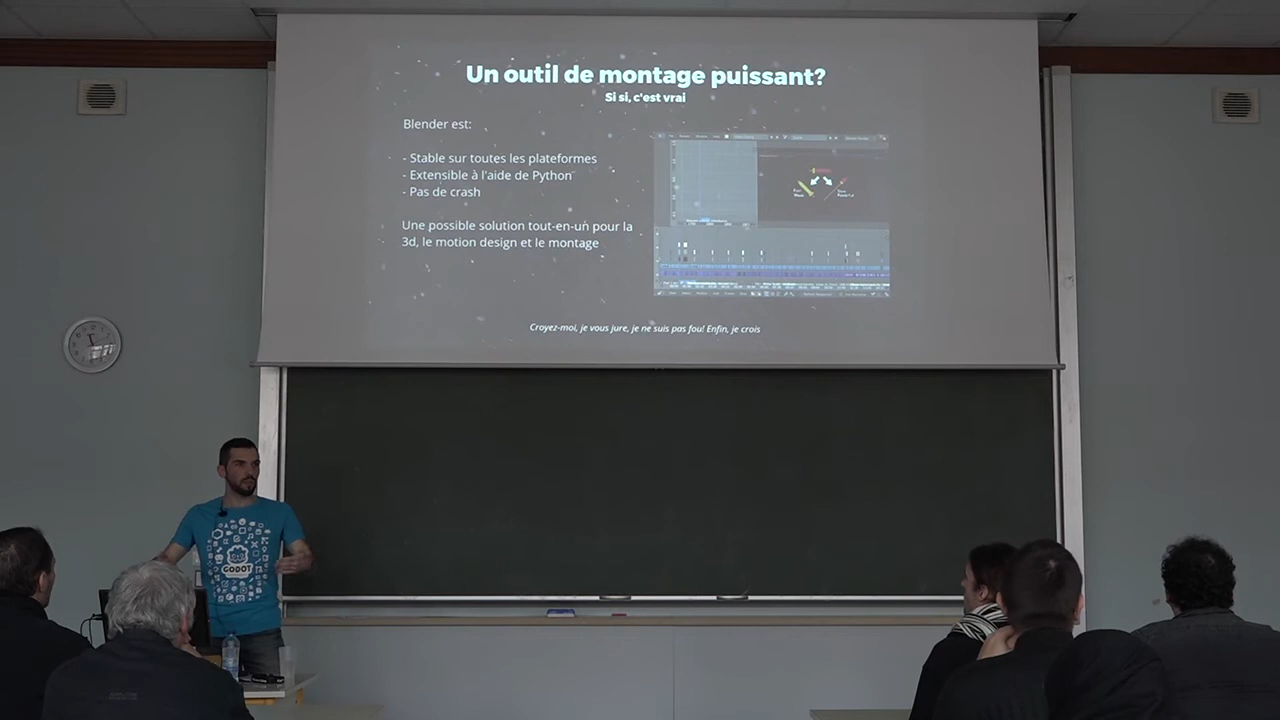 Un outil de montage puissant?
Si si, c'est vrai
Blender est:
- Stable sur toutes les plateformes
- Extensible à l'aide de Python
- Pas de crash
Une possible solution tout-en-un pour la
3d, le motion design et le montage
Croyez-moi, je vous jure, je ne suis pas fou! Enfin, je crois
GODOT